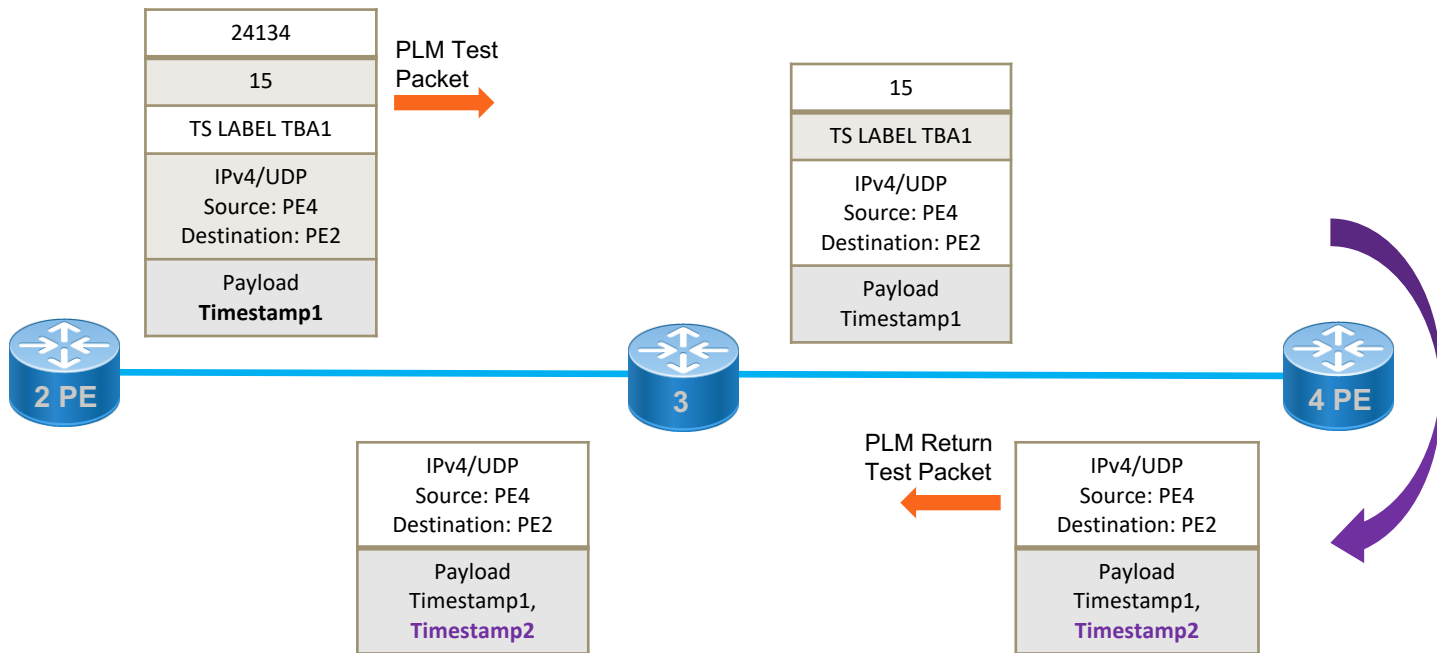 24134
15
TS LABEL TBA1
IPv4/UDP
Source: PE4
Destination: PE2
Payload
Timestamp1
PLM Test
Packet
15
TS LABEL TBA1
IPv4/UDP
Source: PE4
Destination: PE2
Payload
Timestamp1
2 PE
3
4 PE
IPv4/UDP
Source: PE4
Destination: PE2
Payload
Timestamp1,
Timestamp2
PLM Return
Test Packet
IPv4/UDP
Source: PE4
Destination: PE2
Payload
Timestamp1,
Timestamp2